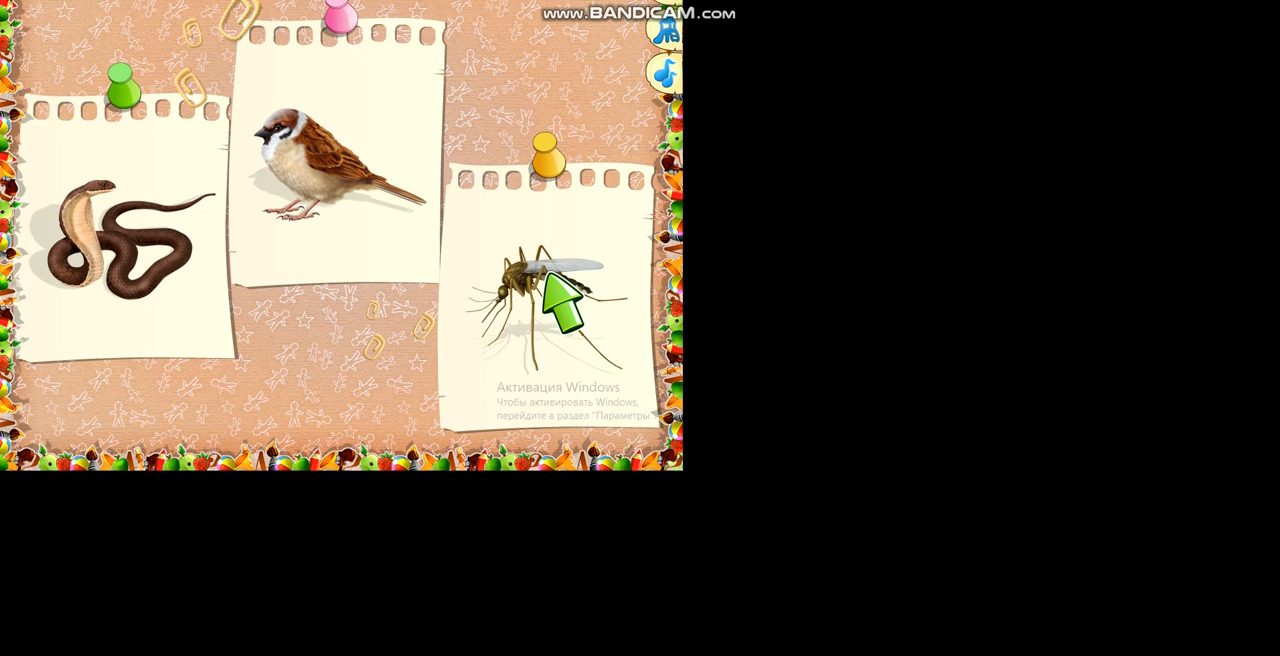 www.BANDICAM.com
Активация Windows
Чтобы активировать Windows,
перейдите в раздел "Параметры"